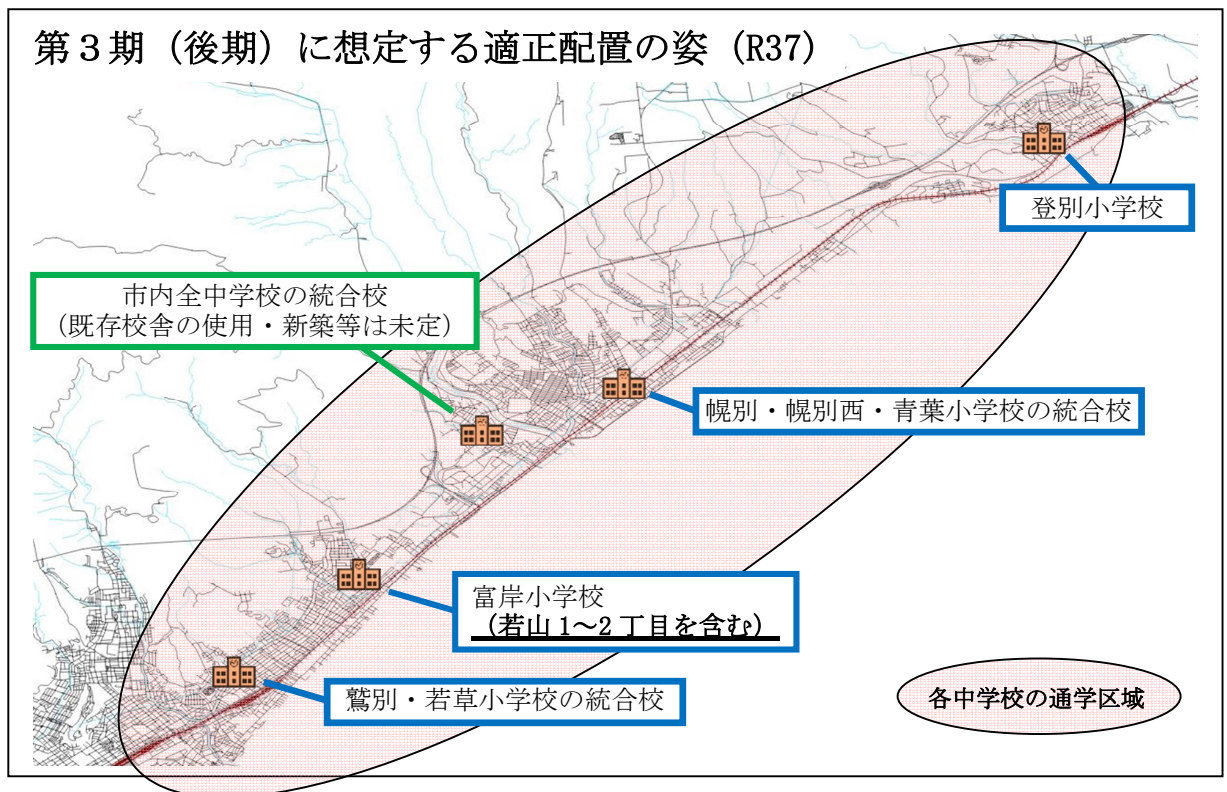 第３期（後期）に想定する適正配置の姿（R37）
登別小学校
市内全中学校の統合校
（既存校舎の使用・新築等は未定）
幌別・幌別西・青葉小学校の統合校
富岸小学校
（若山 1～2 丁目を含む）
鷲別・若草小学校の統合校
各中学校の通学区域